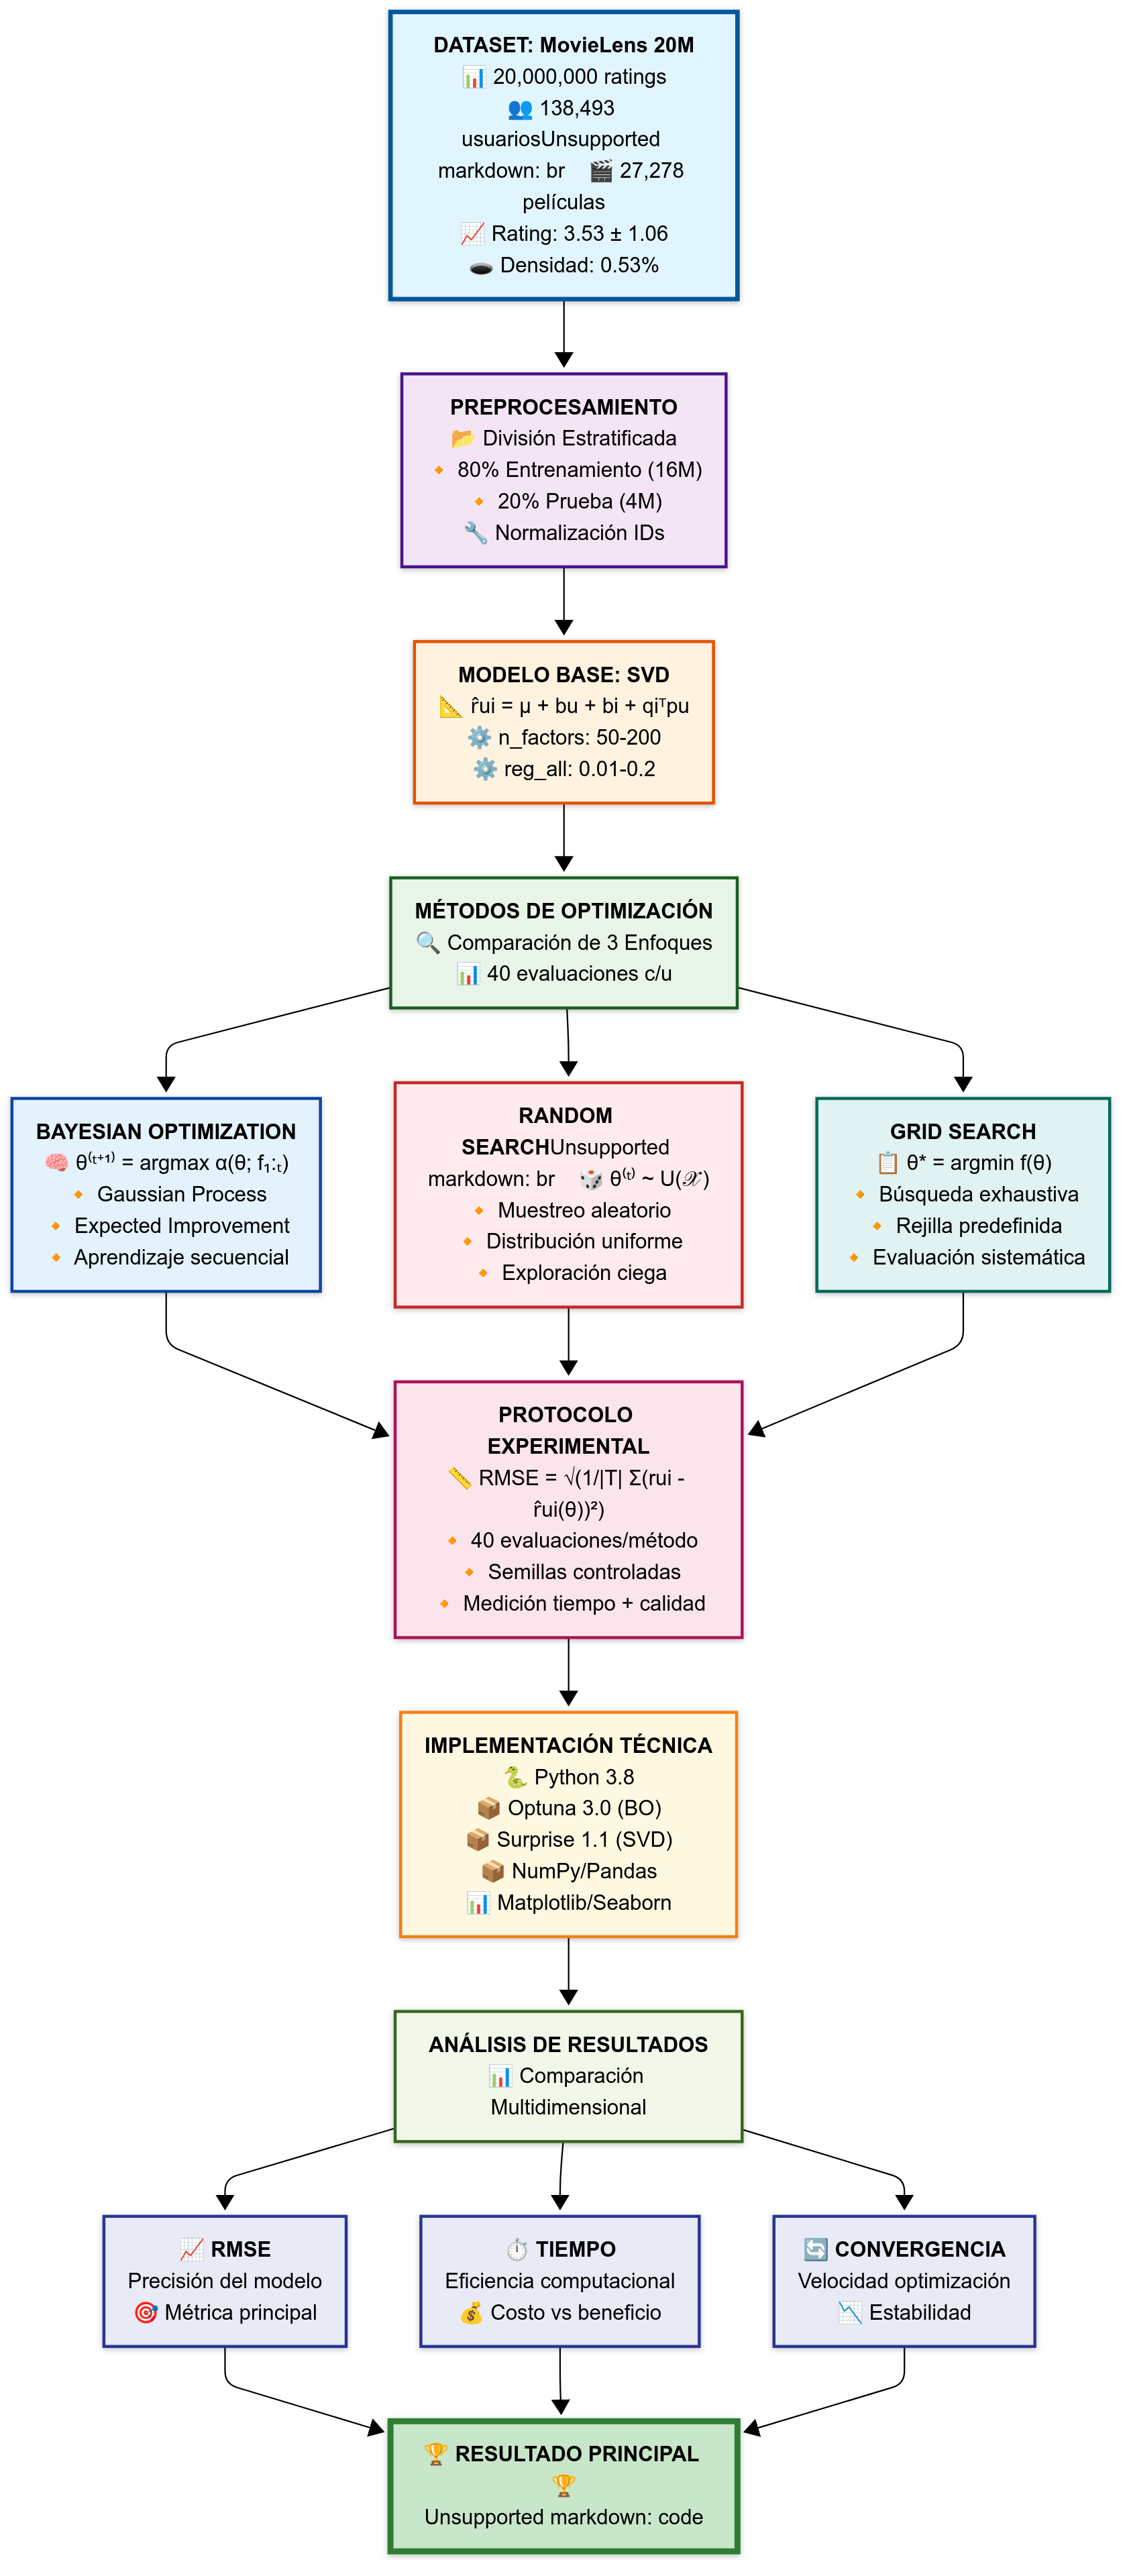 DATASET: MovieLens 20M
📊 20,000,000 ratings
👥 138,493
usuariosUnsupported
markdown: br 🎬 27,278
películas
📈 Rating: 3.53 ± 1.06
🕳️ Densidad: 0.53%
PREPROCESAMIENTO
📂 División Estratificada
🔸 80% Entrenamiento (16M)
🔸 20% Prueba (4M)
🔧 Normalización IDs
MODELO BASE: SVD
📐 r̂ui = μ + bu + bi + qiᵀpu
⚙️ n_factors: 50-200
⚙️ reg_all: 0.01-0.2
MÉTODOS DE OPTIMIZACIÓN
🔍 Comparación de 3 Enfoques
📊 40 evaluaciones c/u
BAYESIAN OPTIMIZATION
🧠 θ⁽ᵗ⁺¹⁾ = argmax α(θ; f₁:ₜ)
🔸 Gaussian Process
🔸 Expected Improvement
🔸 Aprendizaje secuencial
RANDOM
SEARCHUnsupported
markdown: br 🎲 θ⁽ᵗ⁾ ~ U(𝒳)
🔸 Muestreo aleatorio
🔸 Distribución uniforme
🔸 Exploración ciega
GRID SEARCH
📋 θ* = argmin f(θ)
🔸 Búsqueda exhaustiva
🔸 Rejilla predefinida
🔸 Evaluación sistemática
PROTOCOLO
EXPERIMENTAL
📏 RMSE = √(1/|T| Σ(rui -
r̂ui(θ))²)
🔸 40 evaluaciones/método
🔸 Semillas controladas
🔸 Medición tiempo + calidad
IMPLEMENTACIÓN TÉCNICA
🐍 Python 3.8
📦 Optuna 3.0 (BO)
📦 Surprise 1.1 (SVD)
📦 NumPy/Pandas
📊 Matplotlib/Seaborn
ANÁLISIS DE RESULTADOS
📊 Comparación
Multidimensional
📈 RMSE
Precisión del modelo
🎯 Métrica principal
⏱️ TIEMPO
Eficiencia computacional
💰 Costo vs beneficio
🔄 CONVERGENCIA
Velocidad optimización
📉 Estabilidad
🏆 RESULTADO PRINCIPAL
🏆
Unsupported markdown: code